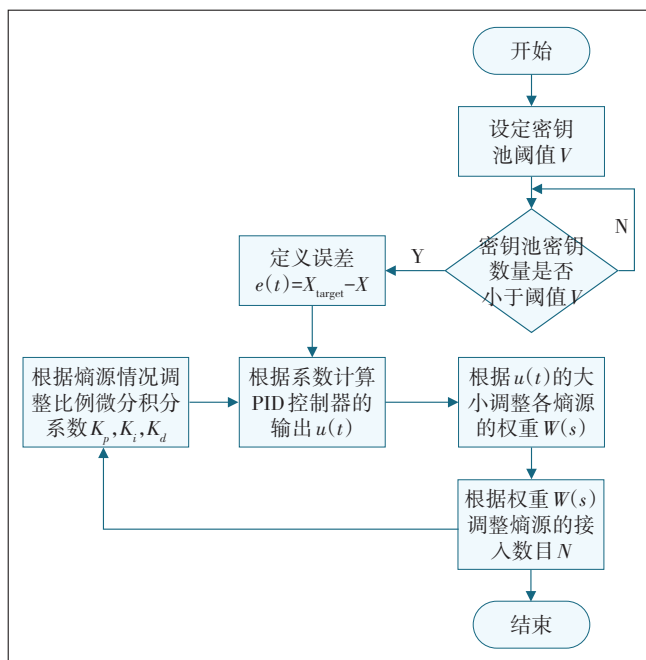 开始
设定密钥
池阈值V
密钥池密钥
数量是否
小于阈值V
N
Y
定义误差
e(t)=X_target-X
根据熵源情况调
整比例微分积分
系数K_p,K_i,K_d
根据系数计算
PID控制器的
输出u(t)
根据u(t)的大
小调整各熵源
的权重W(s)
根据权重W(s)
调整熵源的接
入数目N
结束